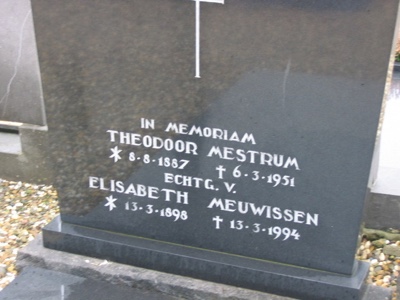 IN MEMORIAM
THEODOOR MESTRUM
* 8-8-1887 † 6-3-1951
ECHTG. V.
ELISABETH MEUWISSEN
* 13-3-1898 † 13-3-1994